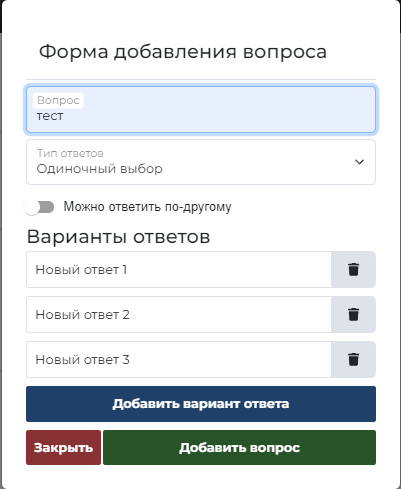 Форма добавления вопроса
Вопрос
тест
Тип ответов
Одиночный выбор
Можно ответить по-другому
Варианты ответов
Новый ответ 1
Новый ответ 2
Новый ответ 3
Добавить вариант ответа
Закрыть
Добавить вопрос